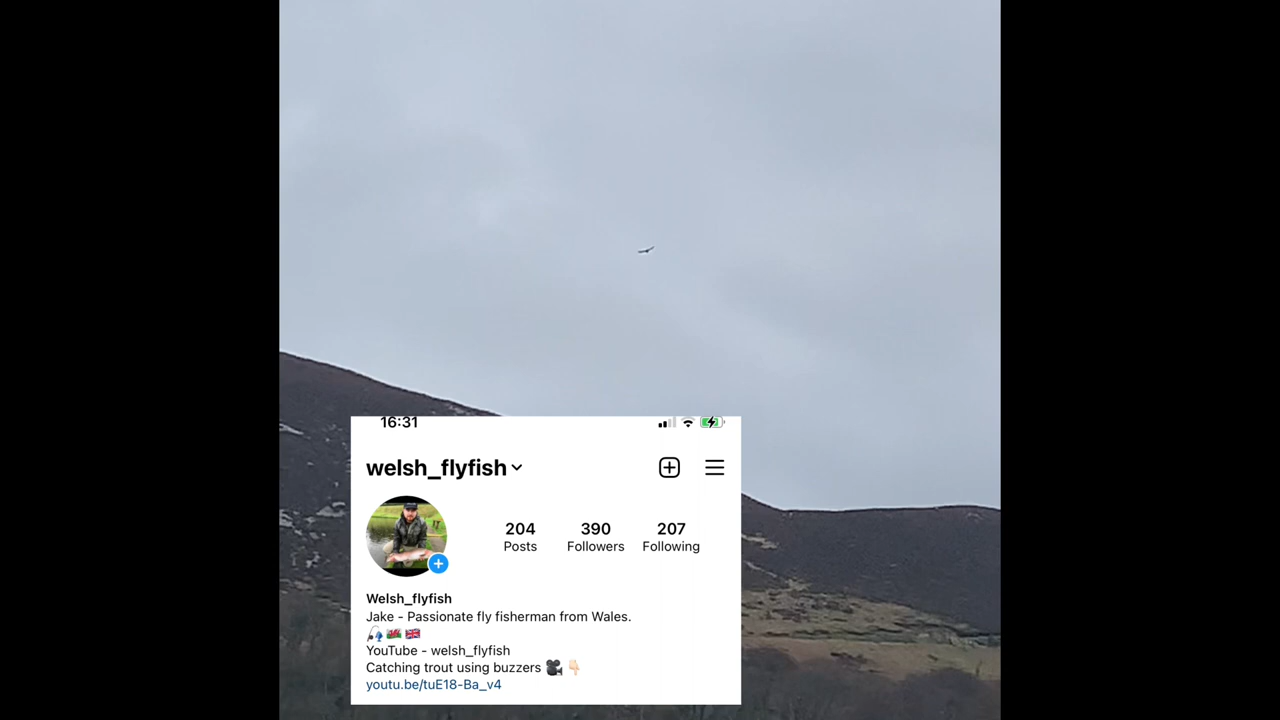 16:31
welsh_flyfish
204 390 207
Posts Followers Following
Welsh_flyfish
Jake - Passionate fly fisherman from Wales.
🎣🏴󠁧󠁢󠁷󠁬󠁳󠁿🇬🇧
YouTube - welsh_flyfish
Catching trout using buzzers 🎥👇🏻
youtu.be/tuE18-Ba_v4